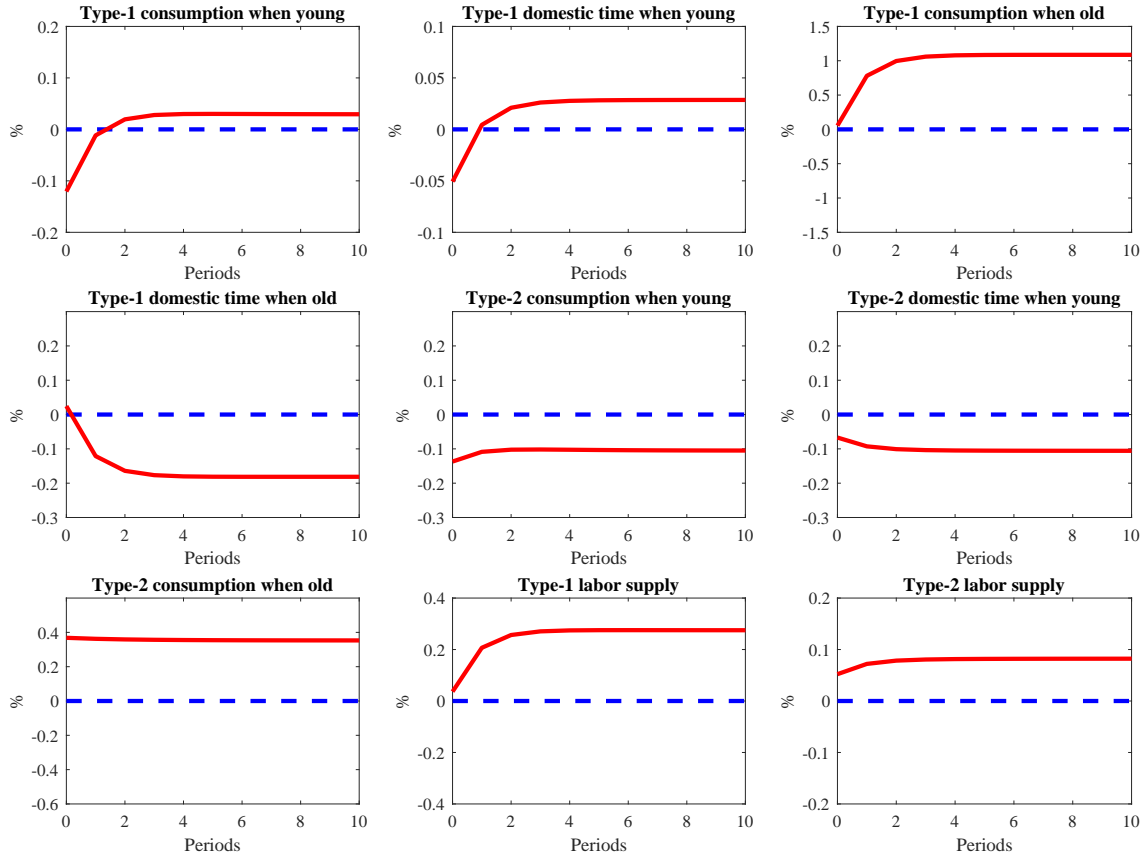 Type-1 consumption when young
0.2
0.1
0
-0.1
-0.2
%
0 2 4 6 8 10
Periods
Type-1 domestic time when young
0.1
0.05
0
-0.05
-0.1
%
0 2 4 6 8 10
Periods
Type-1 consumption when old
1.5
1
0.5
0
-0.5
-1
-1.5
%
0 2 4 6 8 10
Periods
Type-1 domestic time when old
0.2
0.1
0
-0.1
-0.2
-0.3
%
0 2 4 6 8 10
Periods
Type-2 consumption when young
0.2
0.1
0
-0.1
-0.2
-0.3
%
0 2 4 6 8 10
Periods
Type-2 domestic time when young
0.2
0.1
0
-0.1
-0.2
-0.3
%
0 2 4 6 8 10
Periods
Type-2 consumption when old
0.4
0.2
0
-0.2
-0.4
-0.6
%
0 2 4 6 8 10
Periods
Type-1 labor supply
0.4
0.2
0
-0.2
-0.4
%
0 2 4 6 8 10
Periods
Type-2 labor supply
0.2
0.1
0
-0.1
-0.2
%
0 2 4 6 8 10
Periods